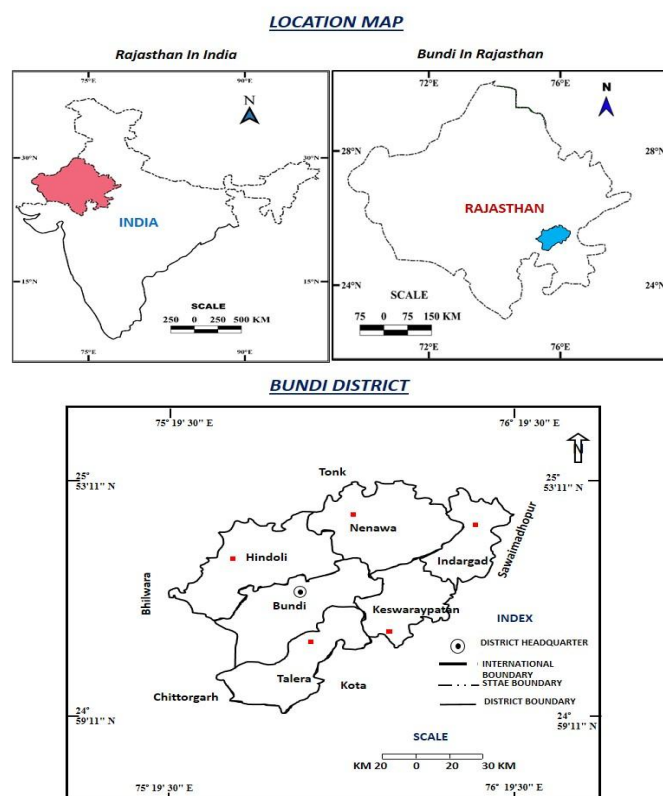 LOCATION MAP
Rajasthan In India
Bundi In Rajasthan
75°E
90°E
N
30°N
30°N
INDIA
15°N
15°N
SCALE
250 0 250 500 KM
75°E
90°E
72°E
76°E
N
28°N
28°N
RAJASTHAN
24°N
24°N
SCALE
75 0 75 150 KM
72°E
76°E
BUNDI DISTRICT
75° 19' 30" E
76° 19' 30" E
N
25°
53'11" N
25°
53'11" N
Tonk
Nenawa
Sawaimadhopur
Indargad
Hindoli
Bhilwara
Bundi
Keswaraypatan
Talera
Kota
Chittorgarh
INDEX
DISTRICT HEADQUARTER
INTERNATIONAL
BOUNDARY
STTAE BOUNDARY
DISTRICT BOUNDARY
24°
59'11" N
24°
59'11" N
SCALE
KM 20 0 20 30 KM
75° 19' 30" E
76° 19' 30" E